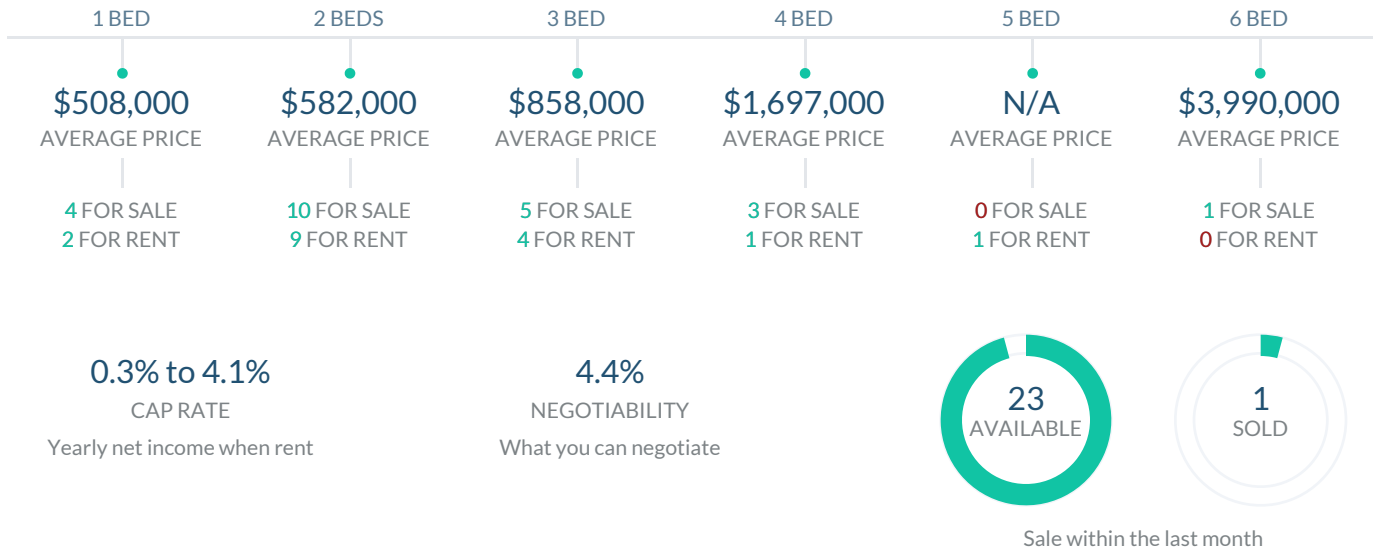 1 BED
2 BEDS
3 BED
4 BED
5 BED
6 BED
$508,000
$582,000
$858,000
$1,697,000
N/A
$3,990,000
AVERAGE PRICE
AVERAGE PRICE
AVERAGE PRICE
AVERAGE PRICE
AVERAGE PRICE
AVERAGE PRICE
4 FOR SALE
10 FOR SALE
5 FOR SALE
3 FOR SALE
0 FOR SALE
1 FOR SALE
2 FOR RENT
9 FOR RENT
4 FOR RENT
1 FOR RENT
1 FOR RENT
0 FOR RENT
0.3% to 4.1%
CAP RATE
Yearly net income when rent
4.4%
NEGOTIABILITY
What you can negotiate
23
AVAILABLE
1
SOLD
Sale within the last month